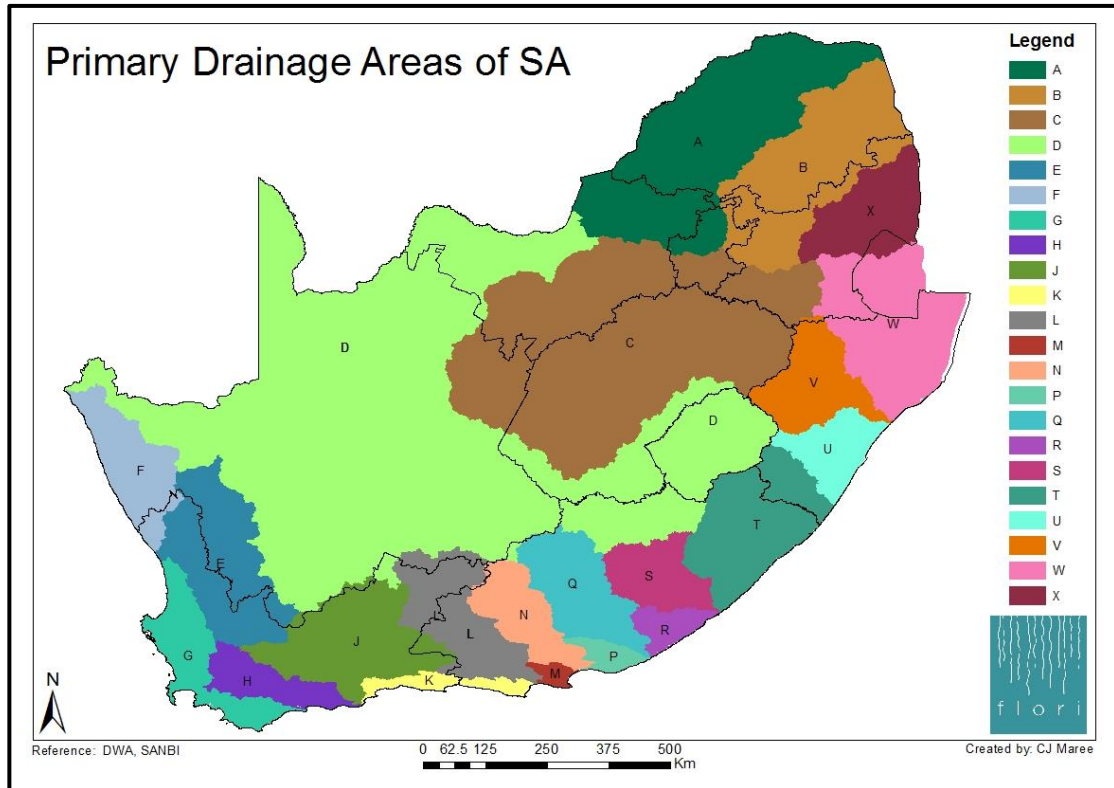 Primary Drainage Areas of SA
Legend
A
B
C
D
E
F
G
H
J
K
L
M
N
P
Q
R
S
T
U
V
W
X
A
B
X
W
C
D
V
D
U
F
T
E
Q
S
N
R
J
L
G
P
H
K
M
N
flori
Reference: DWA, SANBI
0 62.5 125 250 375 500
Km
Created by: CJ Maree